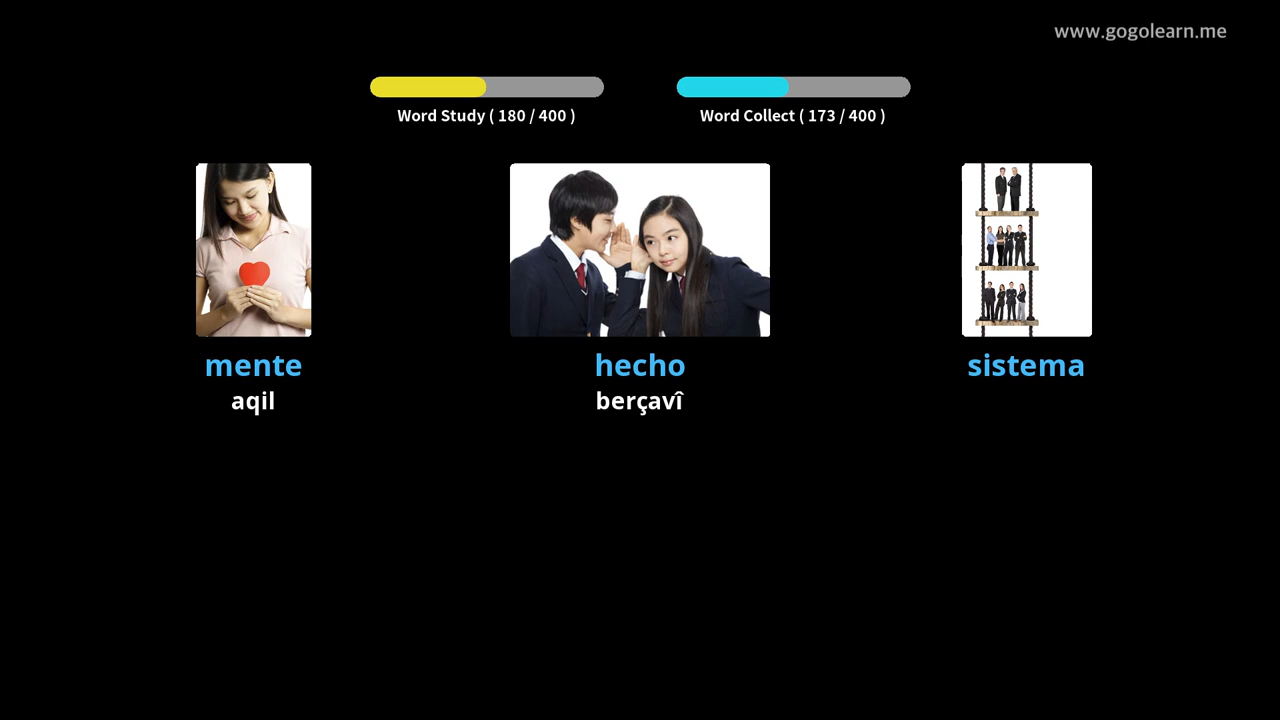 www.gogolearn.me
Word Study ( 180 / 400 )
Word Collect ( 173 / 400 )
mente
aqil
hecho
berçavî
sistema